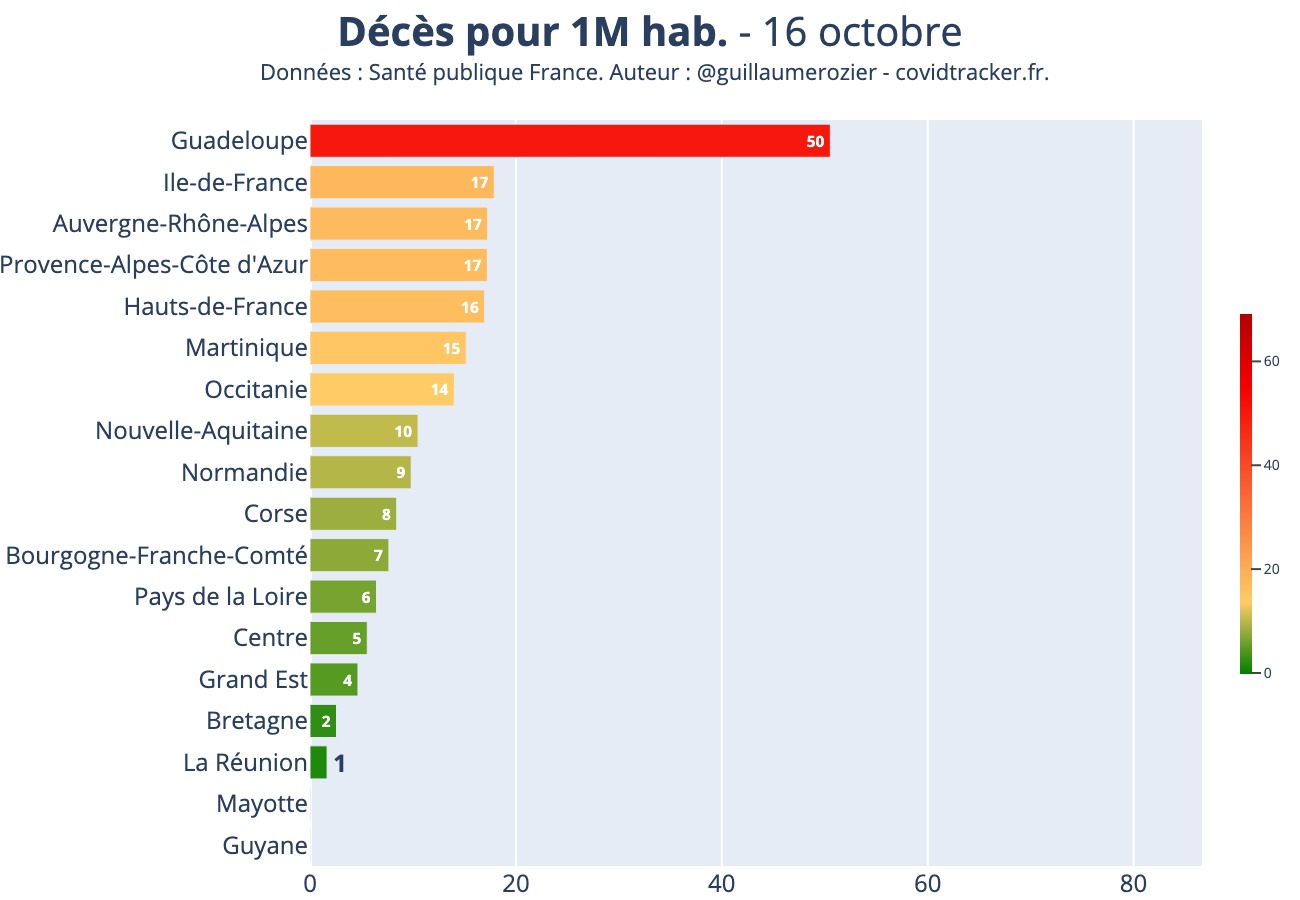 Décès pour 1M hab. - 16 octobre
Données : Santé publique France. Auteur : @guillaumerozier - covidtracker.fr.
Guadeloupe 50
Ile-de-France 17
Auvergne-Rhône-Alpes 17
Provence-Alpes-Côte d'Azur 17
Hauts-de-France 16
Martinique 15
Occitanie 14
Nouvelle-Aquitaine 10
Normandie 9
Corse 8
Bourgogne-Franche-Comté 7
Pays de la Loire 6
Centre 5
Grand Est 4
Bretagne 2
La Réunion 1
Mayotte
Guyane
0 20 40 60 80
60
40
20
0